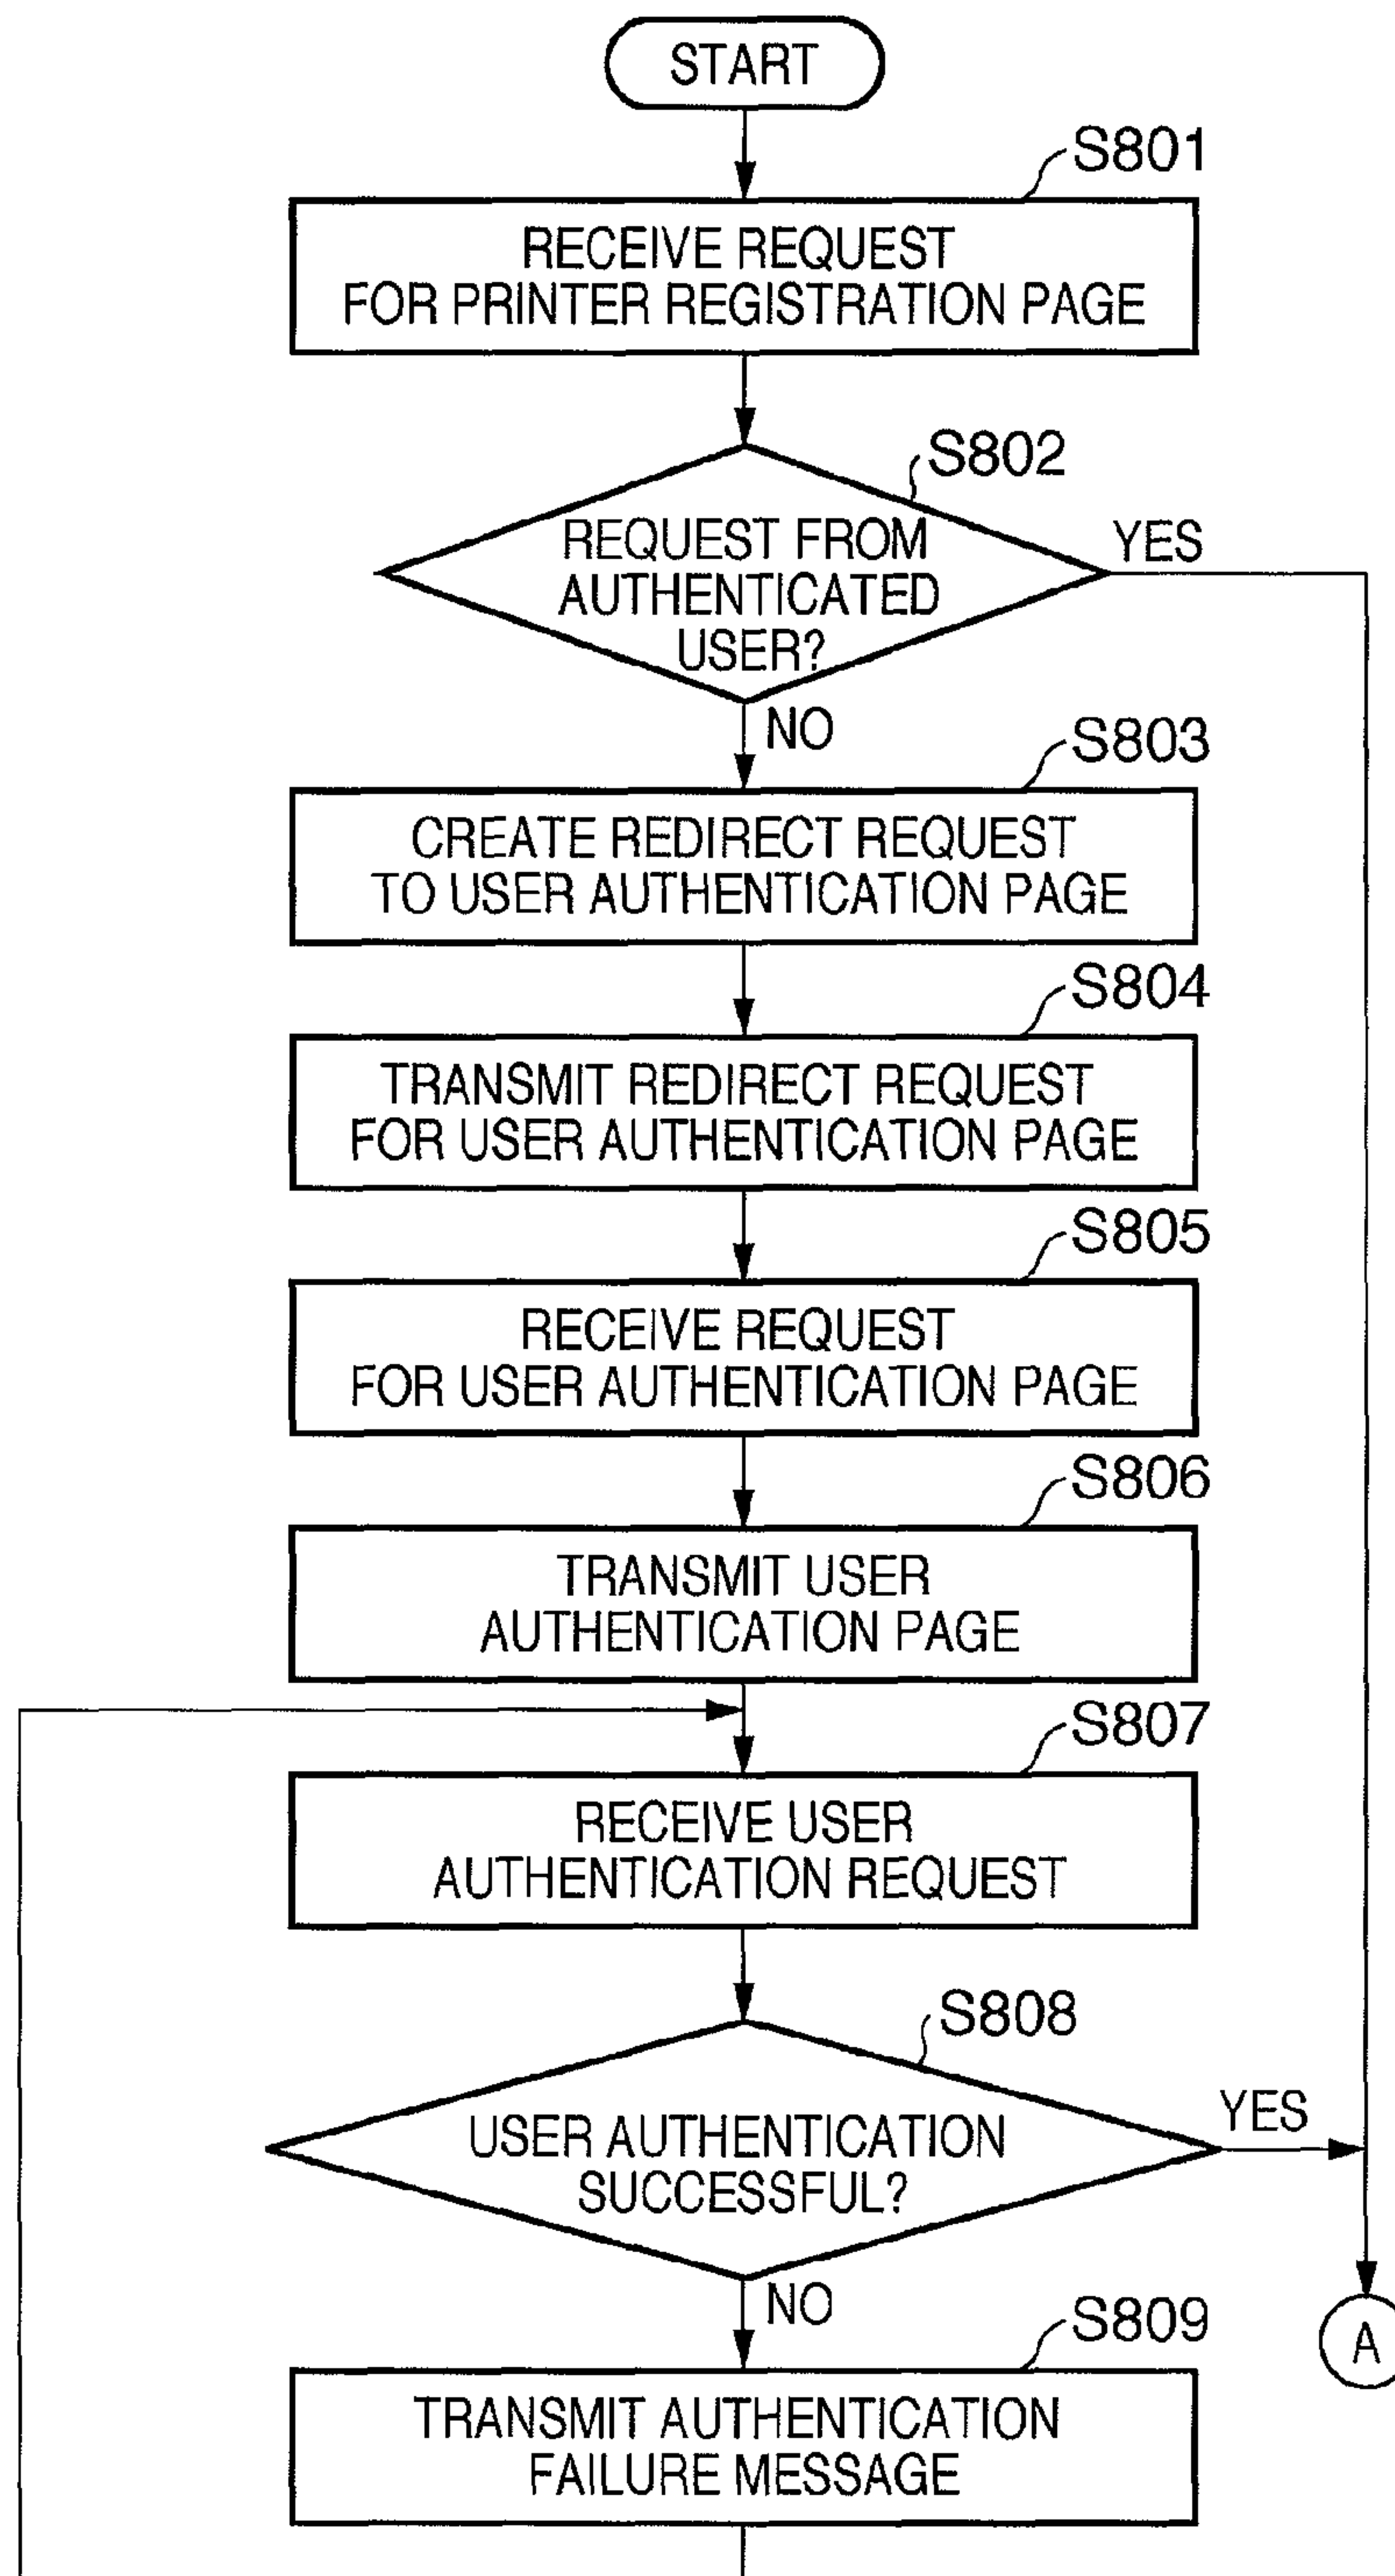 START
S801
RECEIVE REQUEST
FOR PRINTER REGISTRATION PAGE
S802
REQUEST FROM
AUTHENTICATED
USER?
YES
NO
S803
CREATE REDIRECT REQUEST
TO USER AUTHENTICATION PAGE
S804
TRANSMIT REDIRECT REQUEST
FOR USER AUTHENTICATION PAGE
S805
RECEIVE REQUEST
FOR USER AUTHENTICATION PAGE
S806
TRANSMIT USER
AUTHENTICATION PAGE
S807
RECEIVE USER
AUTHENTICATION REQUEST
S808
USER AUTHENTICATION
SUCCESSFUL?
YES
NO
A
S809
TRANSMIT AUTHENTICATION
FAILURE MESSAGE